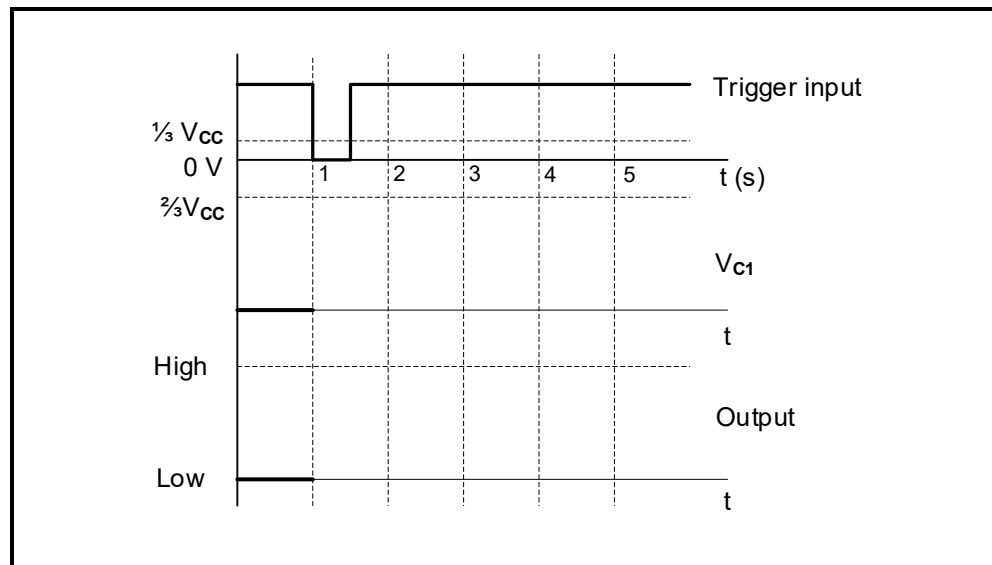 Trigger input
⅓ VCC
0 V
1 2 3 4 5 t (s)
⅔VCC
VC1
t
High
Output
Low
t